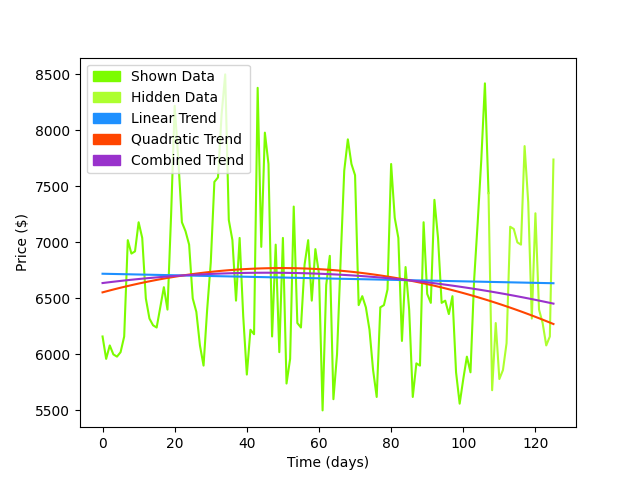 8500
8000
7500
7000
6500
6000
5500
Price ($)
Shown Data
Hidden Data
Linear Trend
Quadratic Trend
Combined Trend
0 20 40 60 80 100 120
Time (days)